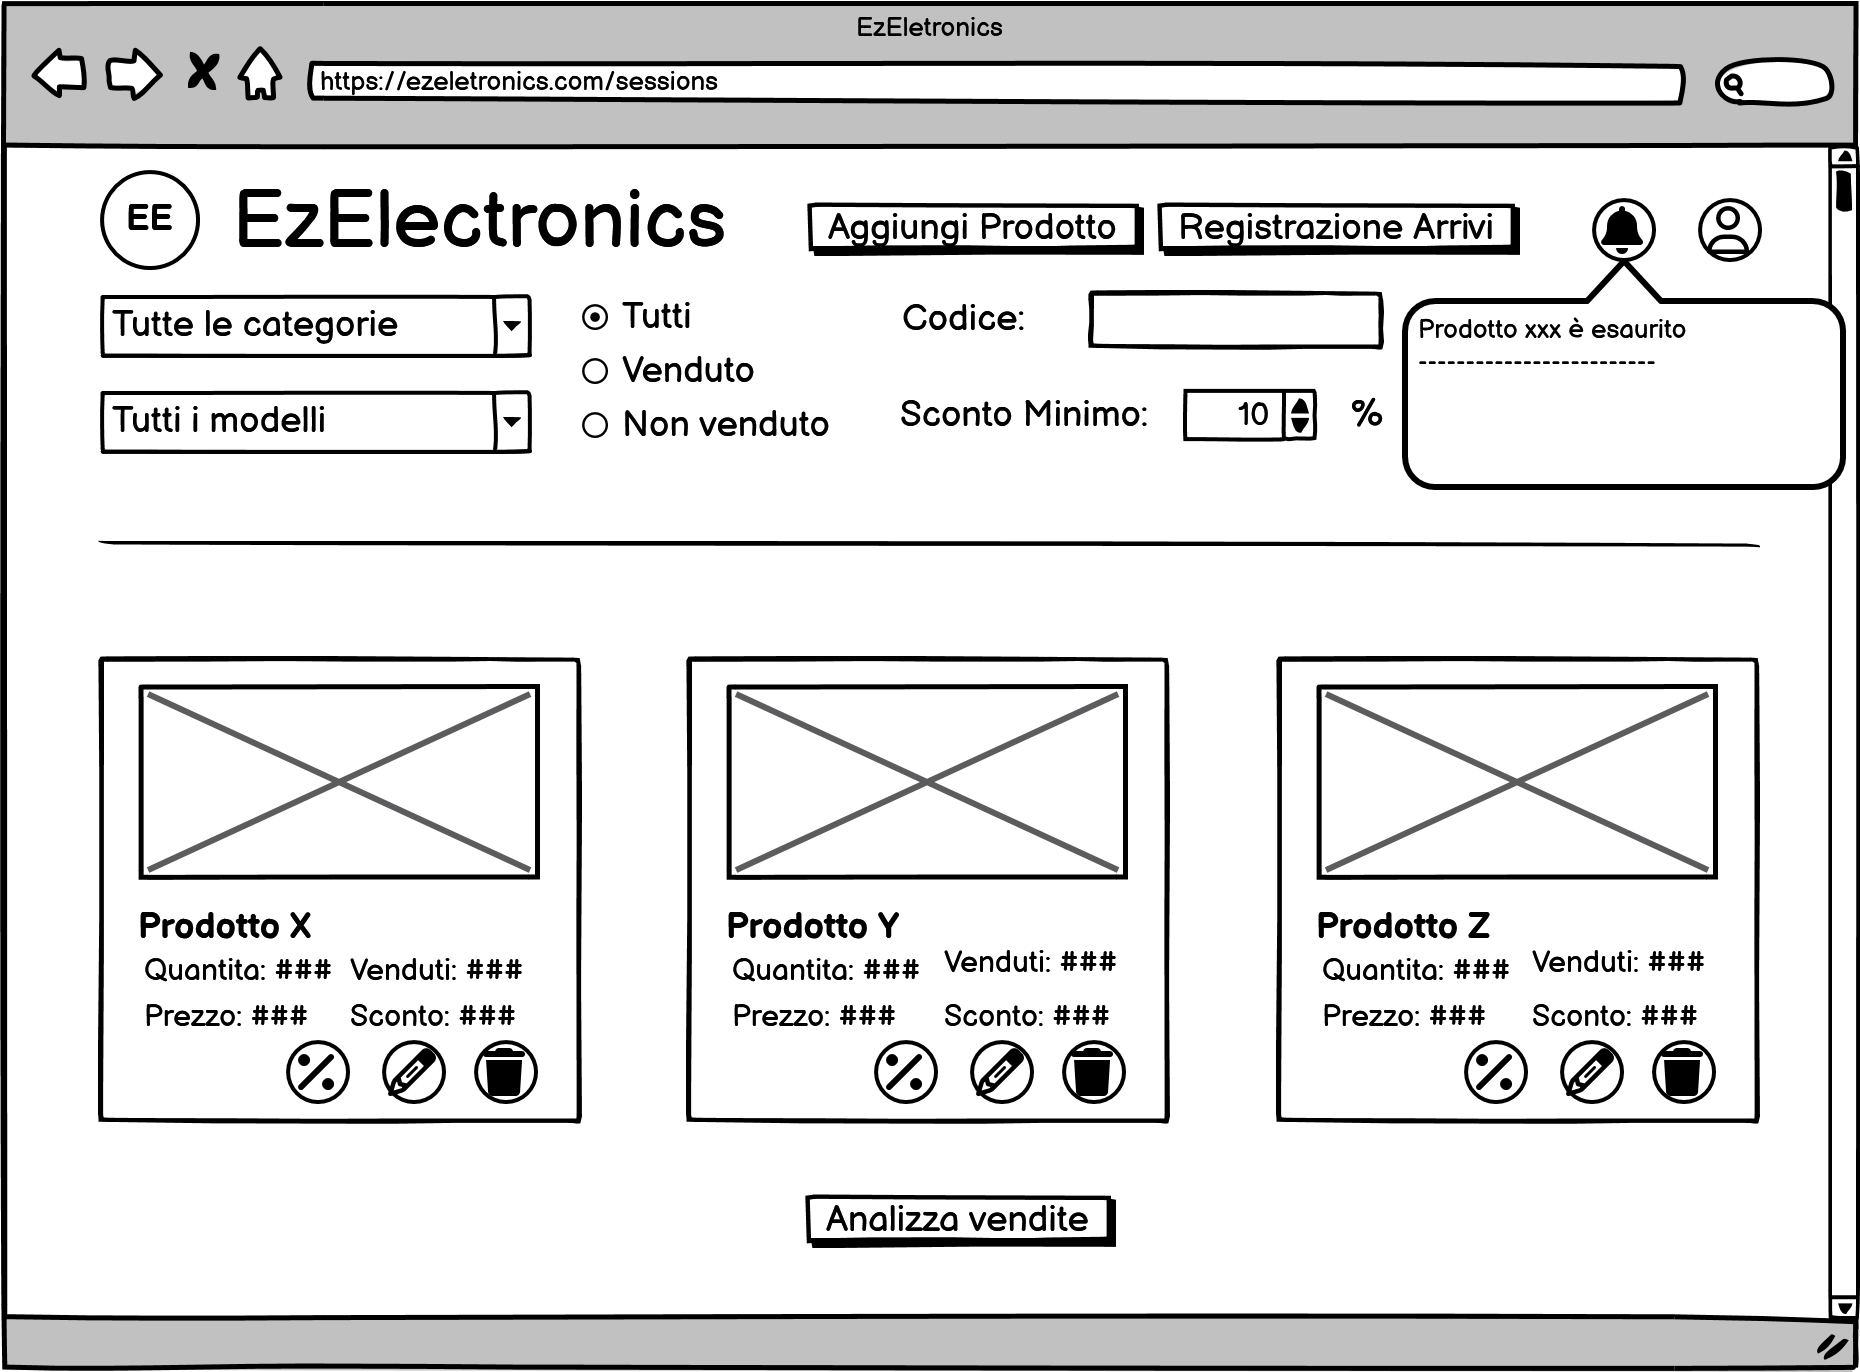 EzEletronics
https://ezeletronics.com/sessions
EE
EzElectronics
Aggiungi Prodotto
Registrazione Arrivi
Tutte le categorie
Tutti
Codice:
Prodotto xxx è esaurito
-------------------------
Venduto
Tutti i modelli
Non venduto
Sconto Minimo:
10
%
Prodotto X
Quantita: ### Venduti: ###
Prezzo: ### Sconto: ###
Prodotto Y
Quantita: ### Venduti: ###
Prezzo: ### Sconto: ###
Prodotto Z
Quantita: ### Venduti: ###
Prezzo: ### Sconto: ###
Analizza vendite